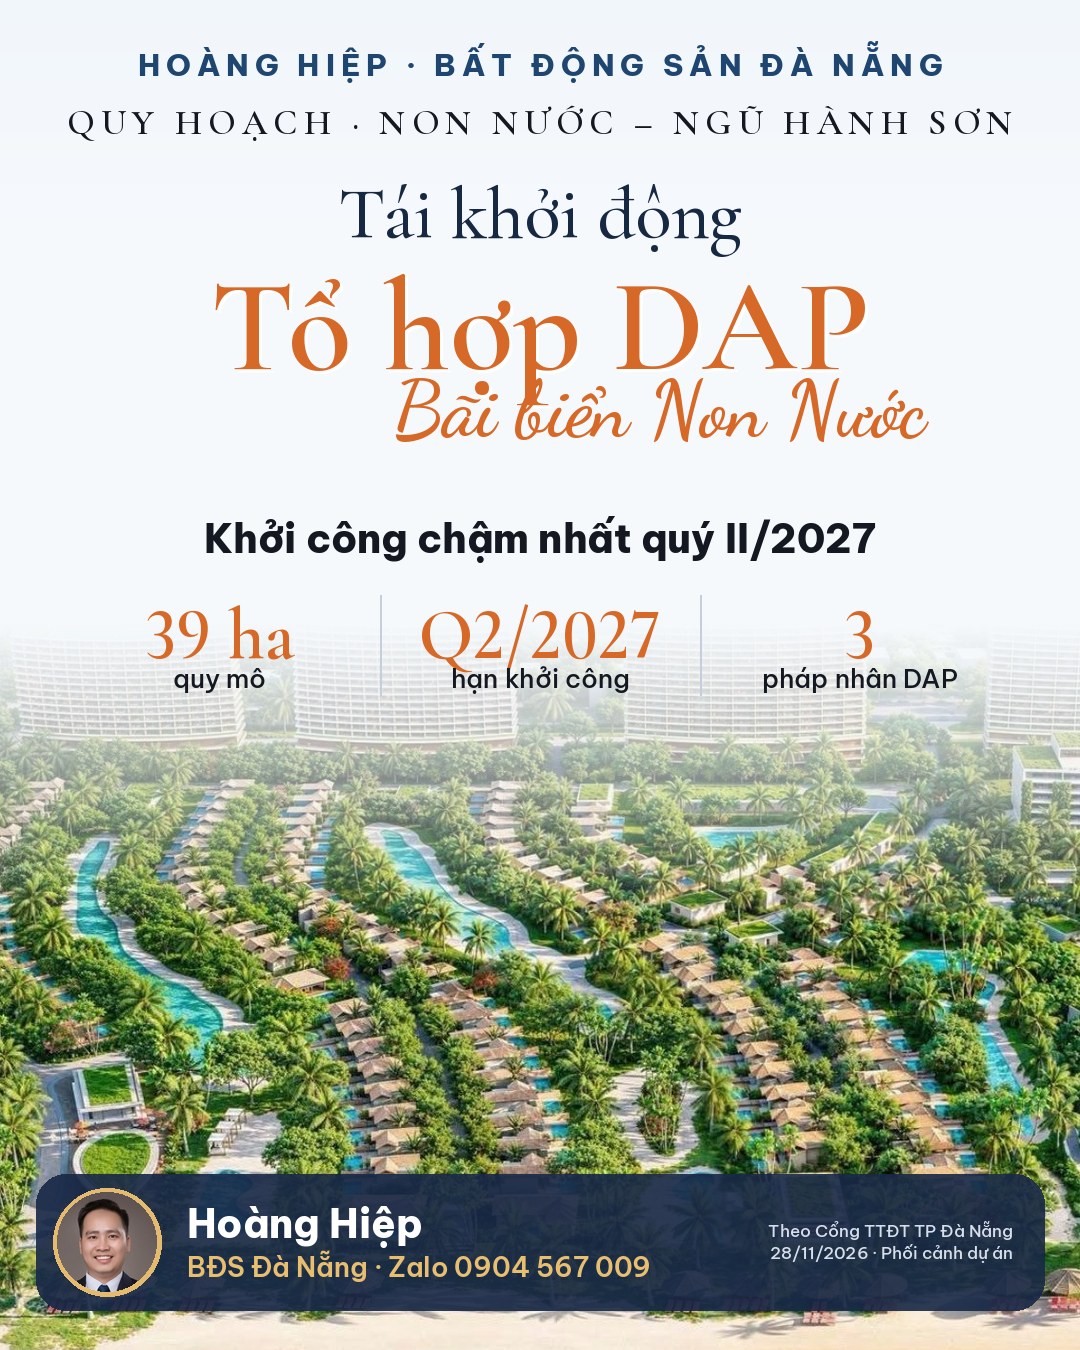 HOÀNG HIỆP · BẤT ĐỘNG SẢN ĐÀ NẴNG
QUY HOẠCH · NON NƯỚC – NGŨ HÀNH SƠN
Tái khởi động
Tổ hợp DAP
Bãi biển Non Nước
Khởi công chậm nhất quý II/2027
39 ha
quy mô
Q2/2027
hạn khởi công
3
pháp nhân DAP
Hoàng Hiệp
BĐS Đà Nẵng · Zalo 0904 567 009
Theo Cổng TTĐT TP Đà Nẵng
28/11/2026 · Phối cảnh dự án